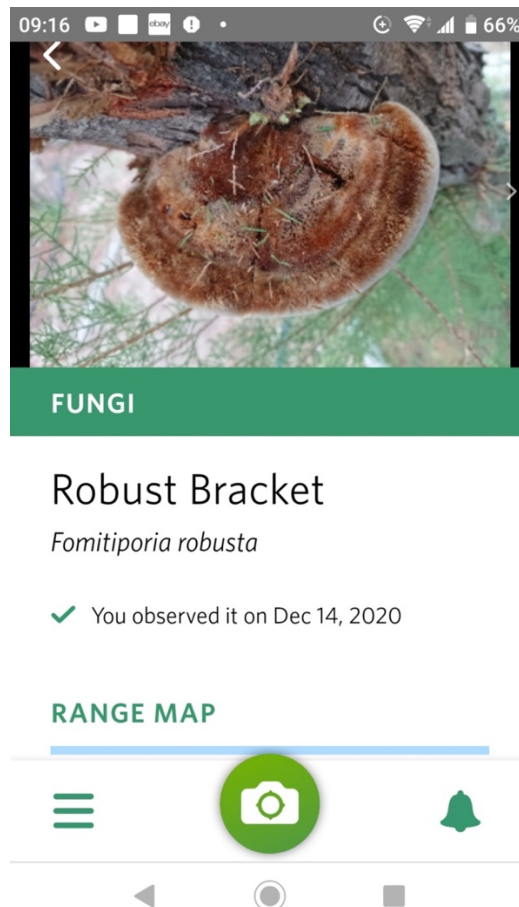 09:16 ebay 66%
FUNGI
Robust Bracket
Fomitiporia robusta
You observed it on Dec 14, 2020
RANGE MAP